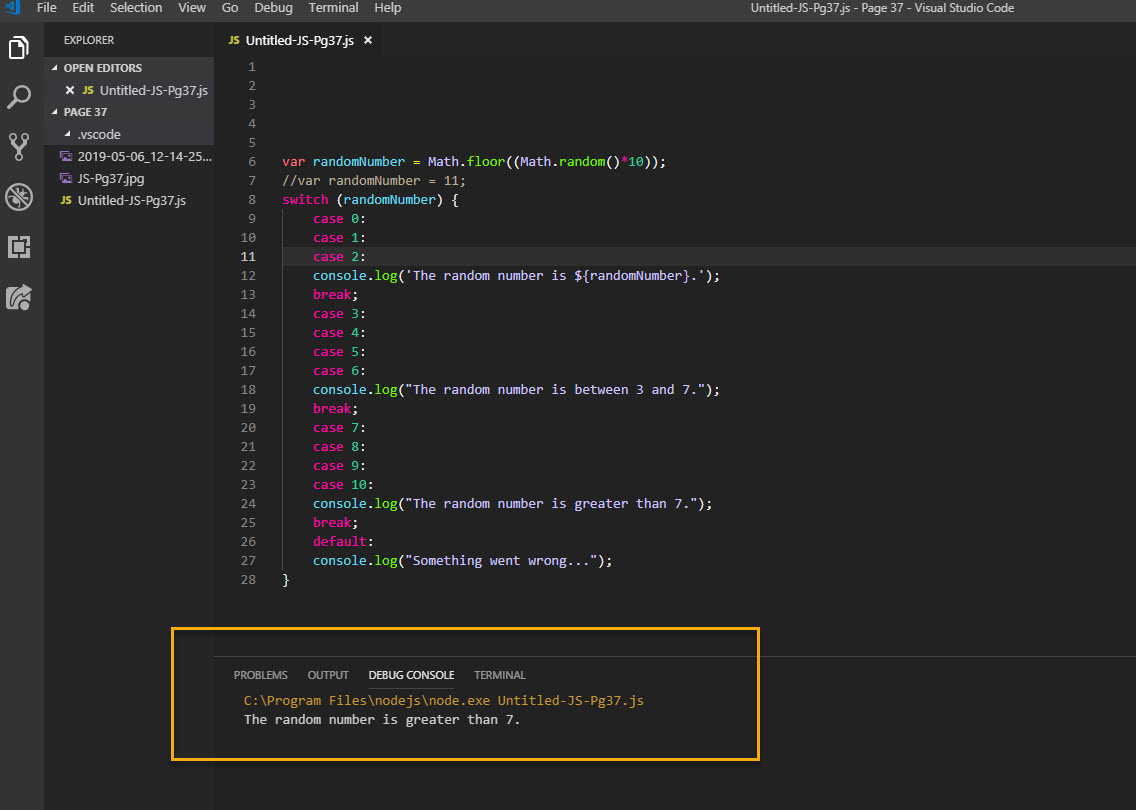 File Edit Selection View Go Debug Terminal Help Untitled-JS-Pg37.js - Page 37 - Visual Studio Code
EXPLORER
OPEN EDITORS
JS Untitled-JS-Pg37.js
PAGE 37
.vscode
2019-05-06_12-14-25...
JS-Pg37.jpg
JS Untitled-JS-Pg37.js
JS Untitled-JS-Pg37.js
1
2
3
4
5
6 var randomNumber = Math.floor((Math.random()*10));
7 //var randomNumber = 11;
8 switch (randomNumber) {
9 case 0:
10 case 1:
11 case 2:
12 console.log('The random number is ${randomNumber}.');
13 break;
14 case 3:
15 case 4:
16 case 5:
17 case 6:
18 console.log("The random number is between 3 and 7.");
19 break;
20 case 7:
21 case 8:
22 case 9:
23 case 10:
24 console.log("The random number is greater than 7.");
25 break;
26 default:
27 console.log("Something went wrong...");
28 }
PROBLEMS OUTPUT DEBUG CONSOLE TERMINAL
C:\Program Files\nodejs\node.exe Untitled-JS-Pg37.js
The random number is greater than 7.